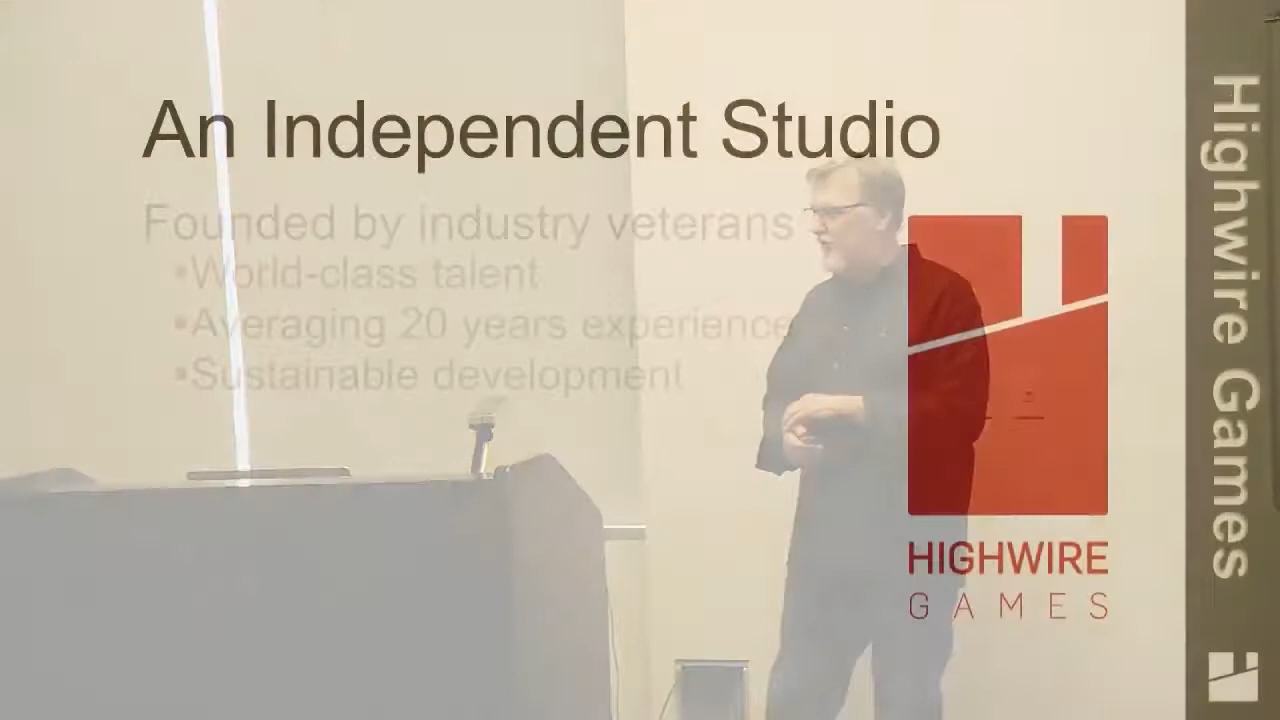 An Independent Studio
Founded by industry veterans
•World-class talent
•Averaging 20 years experience
•Sustainable development
HIGHWIRE
GAMES
Highwire Games